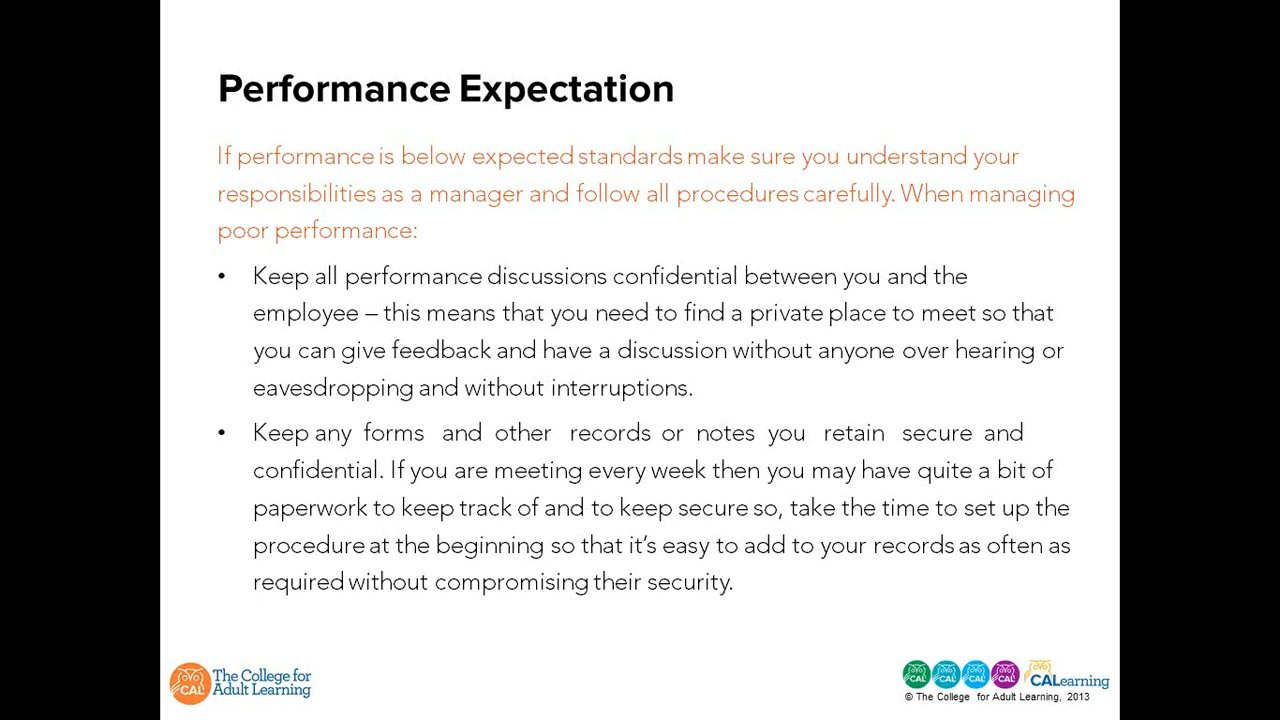 Performance Expectation
If performance is below expected standards make sure you understand your
responsibilities as a manager and follow all procedures carefully. When managing
poor performance:
• Keep all performance discussions confidential between you and the
employee – this means that you need to find a private place to meet so that
you can give feedback and have a discussion without anyone over hearing or
eavesdropping and without interruptions.
• Keep any forms and other records or notes you retain secure and
confidential. If you are meeting every week then you may have quite a bit of
paperwork to keep track of and to keep secure so, take the time to set up the
procedure at the beginning so that it's easy to add to your records as often as
required without compromising their security.
CAL The College for
Adult Learning
CAL CAL CAL CAL CALearning
© The College for Adult Learning, 2013